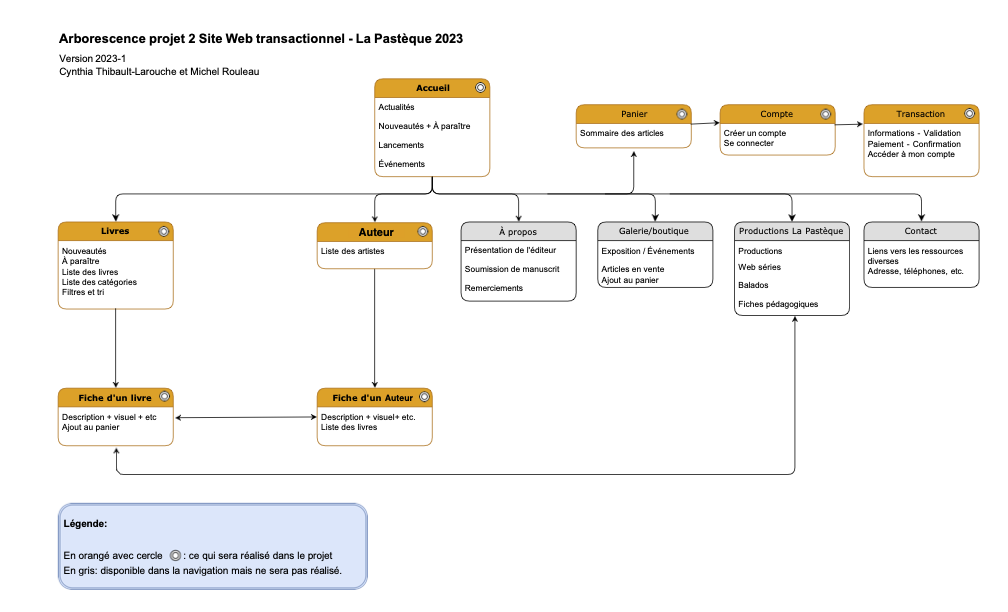 Arborescence projet 2 Site Web transactionnel - La Pastèque 2023
Version 2023-1
Cynthia Thibault-Larouche et Michel Rouleau
Accueil
Actualités
Nouveautés + À paraître
Lancements
Événements
Panier
Sommaire des articles
Compte
Créer un compte
Se connecter
Transaction
Informations - Validation
Paiement - Confirmation
Accéder à mon compte
Livres
Nouveautés
À paraître
Liste des livres
Liste des catégories
Filtres et tri
Auteur
Liste des artistes
À propos
Présentation de l'éditeur
Soumission de manuscrit
Remerciements
Galerie/boutique
Exposition / Événements
Articles en vente
Ajout au panier
Productions La Pastèque
Productions
Web séries
Balados
Fiches pédagogiques
Contact
Liens vers les ressources
diverses
Adresse, téléphones, etc.
Fiche d'un livre
Description + visuel + etc
Ajout au panier
Fiche d'un Auteur
Description + visuel+ etc.
Liste des livres
Légende:
En orangé avec cercle : ce qui sera réalisé dans le projet
En gris: disponible dans la navigation mais ne sera pas réalisé.